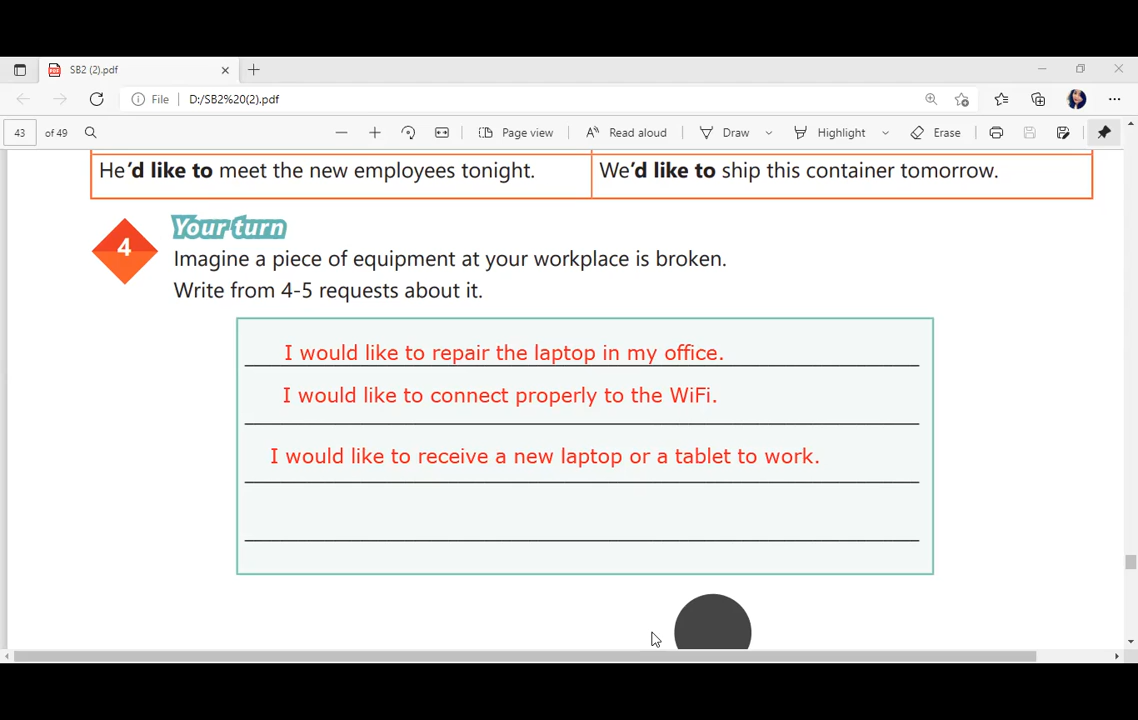 SB2 (2).pdf
File D:/SB2%20(2).pdf
43 of 49 Page view Read aloud Draw Highlight Erase
He'd like to meet the new employees tonight. We'd like to ship this container tomorrow.
4 Your turn
Imagine a piece of equipment at your workplace is broken.
Write from 4-5 requests about it.
I would like to repair the laptop in my office.
I would like to connect properly to the WiFi.
I would like to receive a new laptop or a tablet to work.